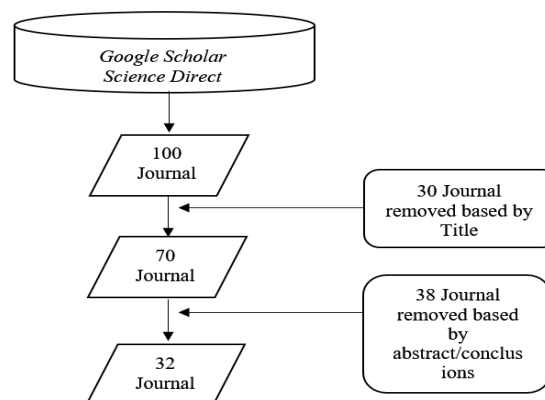 Google Scholar
Science Direct
100
Journal
30 Journal
removed based by
Title
70
Journal
38 Journal
removed based
by
abstract/conclus
ions
32
Journal